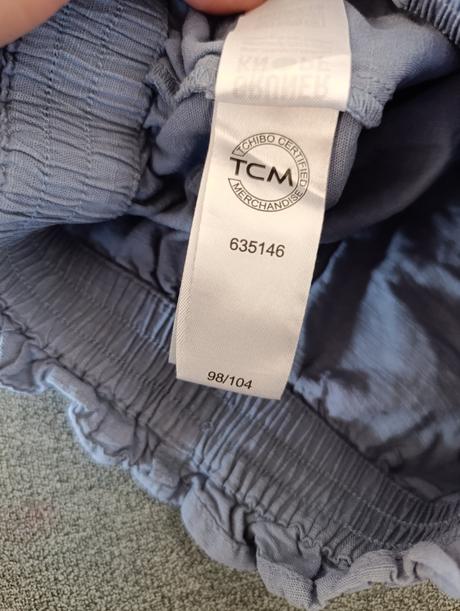 TCHIBO CERTIFIED
TCM
MERCHANDISE
635146
98/104